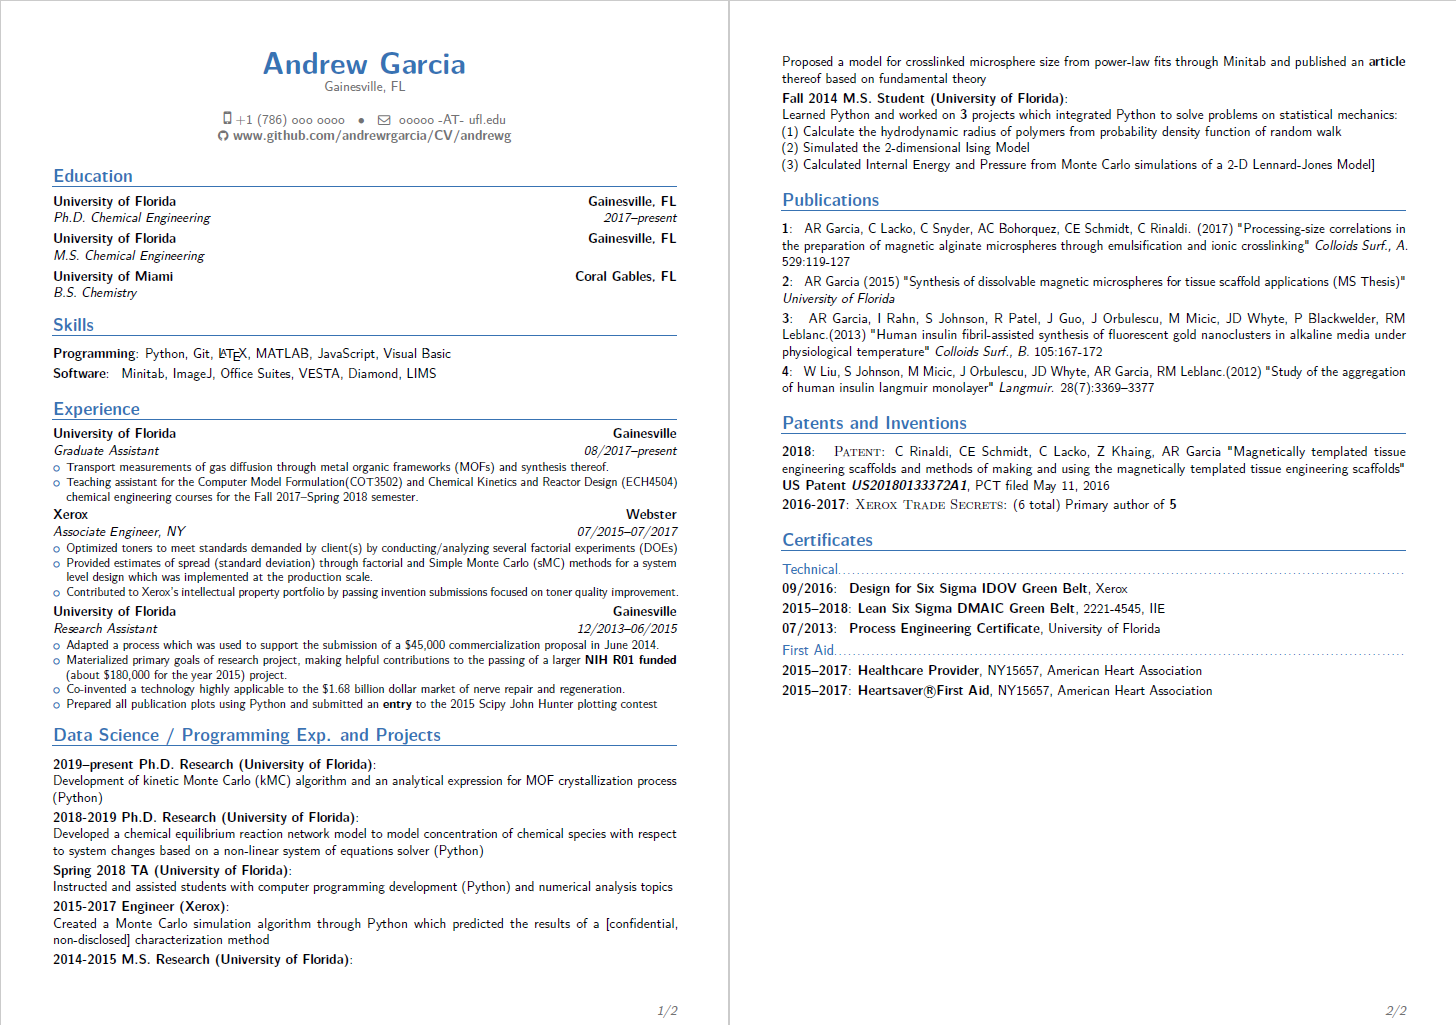 Andrew Garcia
Gainesville, FL
+1 (786) ooo oooo • ooooo -AT- ufl.edu
www.github.com/andrewrgarcia/CV/andrewg
Education
University of Florida Gainesville, FL
Ph.D. Chemical Engineering 2017–present
University of Florida Gainesville, FL
M.S. Chemical Engineering
University of Miami Coral Gables, FL
B.S. Chemistry
Skills
Programming: Python, Git, LATEX, MATLAB, JavaScript, Visual Basic
Software: Minitab, ImageJ, Office Suites, VESTA, Diamond, LIMS
Experience
University of Florida Gainesville
Graduate Assistant 08/2017–present
Transport measurements of gas diffusion through metal organic frameworks (MOFs) and synthesis thereof.
Teaching assistant for the Computer Model Formulation(COT3502) and Chemical Kinetics and Reactor Design (ECH4504)
chemical engineering courses for the Fall 2017–Spring 2018 semester.
Xerox Webster
Associate Engineer, NY 07/2015–07/2017
Optimized toners to meet standards demanded by client(s) by conducting/analyzing several factorial experiments (DOEs)
Provided estimates of spread (standard deviation) through factorial and Simple Monte Carlo (sMC) methods for a system
level design which was implemented at the production scale.
Contributed to Xerox's intellectual property portfolio by passing invention submissions focused on toner quality improvement.
University of Florida Gainesville
Research Assistant 12/2013–06/2015
Adapted a process which was used to support the submission of a $45,000 commercialization proposal in June 2014.
Materialized primary goals of research project, making helpful contributions to the passing of a larger NIH R01 funded
(about $180,000 for the year 2015) project.
Co-invented a technology highly applicable to the $1.68 billion dollar market of nerve repair and regeneration.
Prepared all publication plots using Python and submitted an entry to the 2015 Scipy John Hunter plotting contest
Data Science / Programming Exp. and Projects
2019–present Ph.D. Research (University of Florida):
Development of kinetic Monte Carlo (kMC) algorithm and an analytical expression for MOF crystallization process
(Python)
2018-2019 Ph.D. Research (University of Florida):
Developed a chemical equilibrium reaction network model to model concentration of chemical species with respect
to system changes based on a non-linear system of equations solver (Python)
Spring 2018 TA (University of Florida):
Instructed and assisted students with computer programming development (Python) and numerical analysis topics
2015-2017 Engineer (Xerox):
Created a Monte Carlo simulation algorithm through Python which predicted the results of a [confidential,
non-disclosed] characterization method
2014-2015 M.S. Research (University of Florida):
1/2
Proposed a model for crosslinked microsphere size from power-law fits through Minitab and published an article
thereof based on fundamental theory
Fall 2014 M.S. Student (University of Florida):
Learned Python and worked on 3 projects which integrated Python to solve problems on statistical mechanics:
(1) Calculate the hydrodynamic radius of polymers from probability density function of random walk
(2) Simulated the 2-dimensional Ising Model
(3) Calculated Internal Energy and Pressure from Monte Carlo simulations of a 2-D Lennard-Jones Model]
Publications
1: AR Garcia, C Lacko, C Snyder, AC Bohorquez, CE Schmidt, C Rinaldi. (2017) "Processing-size correlations in
the preparation of magnetic alginate microspheres through emulsification and ionic crosslinking" Colloids Surf., A.
529:119-127
2: AR Garcia (2015) "Synthesis of dissolvable magnetic microspheres for tissue scaffold applications (MS Thesis)"
University of Florida
3: AR Garcia, I Rahn, S Johnson, R Patel, J Guo, J Orbulescu, M Micic, JD Whyte, P Blackwelder, RM
Leblanc.(2013) "Human insulin fibril-assisted synthesis of fluorescent gold nanoclusters in alkaline media under
physiological temperature" Colloids Surf., B. 105:167-172
4: W Liu, S Johnson, M Micic, J Orbulescu, JD Whyte, AR Garcia, RM Leblanc.(2012) "Study of the aggregation
of human insulin langmuir monolayer" Langmuir. 28(7):3369–3377
Patents and Inventions
2018: Patent: C Rinaldi, CE Schmidt, C Lacko, Z Khaing, AR Garcia "Magnetically templated tissue
engineering scaffolds and methods of making and using the magnetically templated tissue engineering scaffolds"
US Patent US20180133372A1, PCT filed May 11, 2016
2016-2017: Xerox Trade Secrets: (6 total) Primary author of 5
Certificates
Technical
09/2016: Design for Six Sigma IDOV Green Belt, Xerox
2015–2018: Lean Six Sigma DMAIC Green Belt, 2221-4545, IIE
07/2013: Process Engineering Certificate, University of Florida
First Aid
2015–2017: Healthcare Provider, NY15657, American Heart Association
2015–2017: Heartsaver®First Aid, NY15657, American Heart Association
2/2